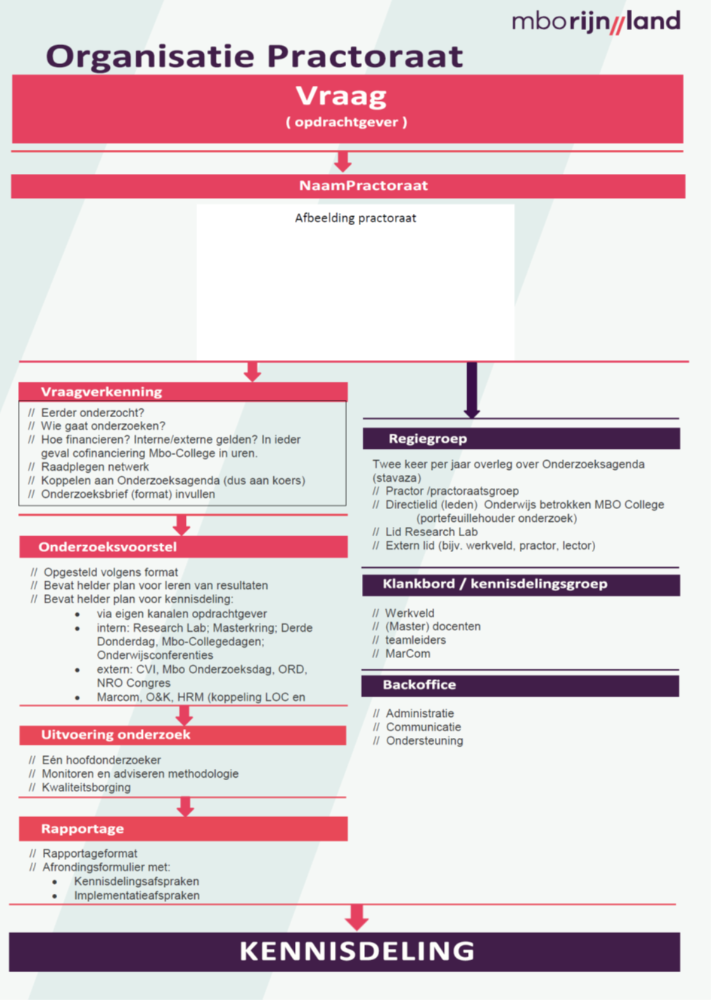 mborijn//land
Organisatie Practoraat
Vraag
( opdrachtgever )
NaamPractoraat
Afbeelding practoraat
Vraagverkenning
// Eerder onderzocht?
// Wie gaat onderzoeken?
// Hoe financieren? Interne/externe gelden? In ieder
geval cofinanciering Mbo-College in uren.
// Raadplegen netwerk
// Koppelen aan Onderzoeksagenda (dus aan koers)
// Onderzoeksbrief (format) invullen
Onderzoeksvoorstel
// Opgesteld volgens format
// Bevat helder plan voor leren van resultaten
// Bevat helder plan voor kennisdeling:
• via eigen kanalen opdrachtgever
• intern: Research Lab; Masterkring; Derde
Donderdag, Mbo-Collegedagen;
Onderwijsconferenties
• extern: CVI, Mbo Onderzoeksdag, ORD,
NRO Congres
• Marcom, O&K, HRM (koppeling LOC en
Uitvoering onderzoek
// Eén hoofdonderzoeker
// Monitoren en adviseren methodologie
// Kwaliteitsborging
Rapportage
// Rapportageformat
// Afrondingsformulier met:
• Kennisdelingsafspraken
• Implementatieafspraken
Regiegroep
Twee keer per jaar overleg over Onderzoeksagenda
(stavaza)
// Practor /practoraatsgroep
// Directielid (leden) Onderwijs betrokken MBO College
(portefeuillehouder onderzoek)
// Lid Research Lab
// Extern lid (bijv. werkveld, practor, lector)
Klankbord / kennisdelingsgroep
// Werkveld
// (Master) docenten
// teamleiders
// MarCom
Backoffice
// Administratie
// Communicatie
// Ondersteuning
KENNISDELING